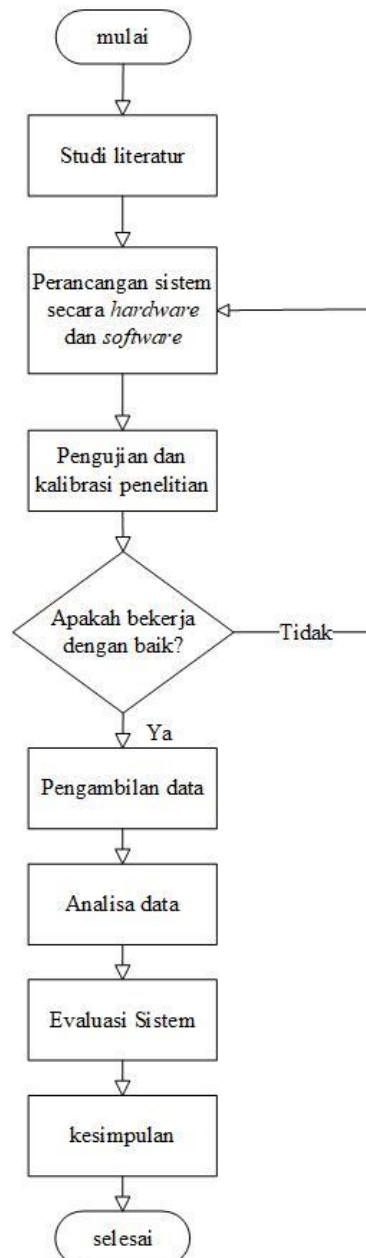 mulai
Studi literatur
Perancangan sistem
secara hardware
dan software
Pengujian dan
kalibrasi penelitian
Apakah bekerja
dengan baik?
Tidak
Ya
Pengambilan data
Analisa data
Evaluasi Sistem
kesimpulan
selesai